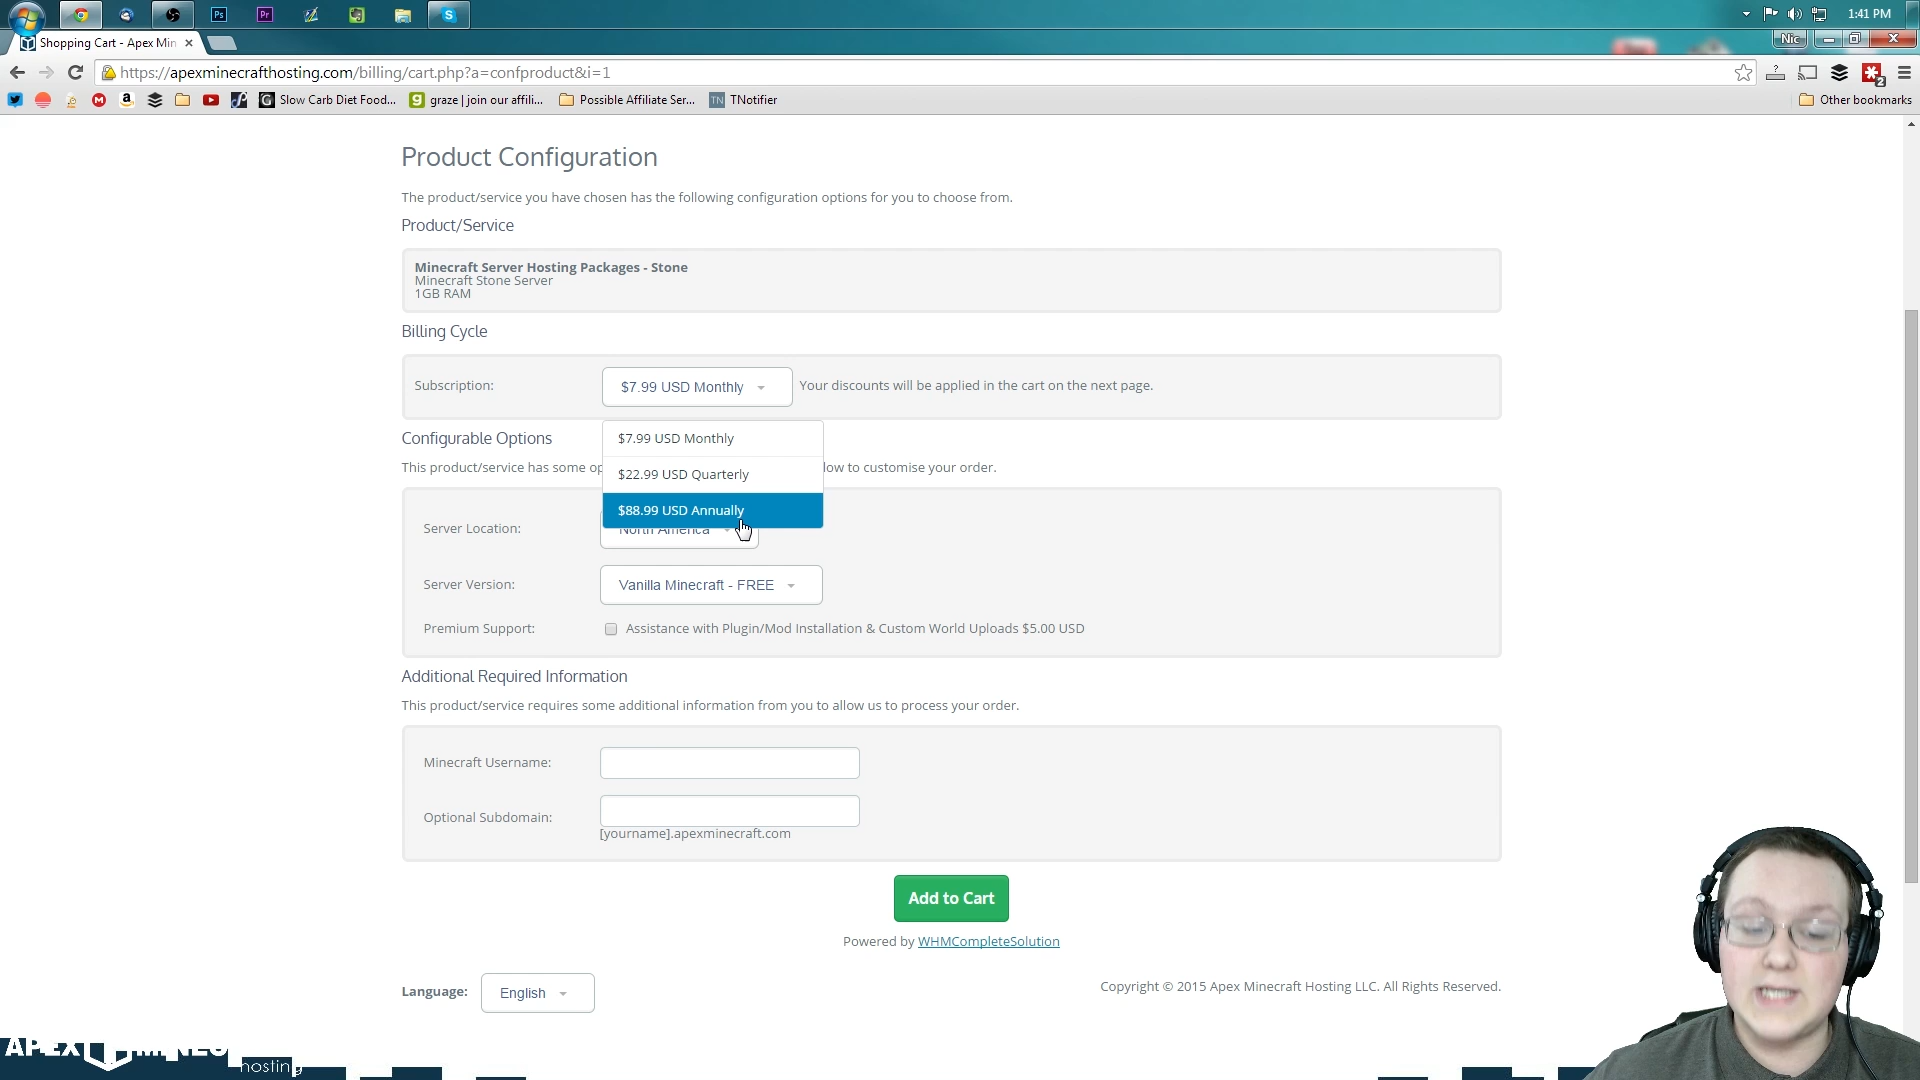 1:41 PM
Shopping Cart - Apex Min
Nic
https://apexminecrafthosting.com/billing/cart.php?a=confproduct&i=1
Slow Carb Diet Food...
graze | join our affili...
Possible Affiliate Ser...
TN TNotifier
Other bookmarks
Product Configuration
The product/service you have chosen has the following configuration options for you to choose from.
Product/Service
Minecraft Server Hosting Packages - Stone
Minecraft Stone Server
1GB RAM
Billing Cycle
Subscription: $7.99 USD Monthly Your discounts will be applied in the cart on the next page.
$7.99 USD Monthly
$22.99 USD Quarterly
$88.99 USD Annually
Configurable Options
This product/service has some op low to customise your order.
Server Location: North America
Server Version: Vanilla Minecraft - FREE
Premium Support: Assistance with Plugin/Mod Installation & Custom World Uploads $5.00 USD
Additional Required Information
This product/service requires some additional information from you to allow us to process your order.
Minecraft Username:
Optional Subdomain:
[yourname].apexminecraft.com
Add to Cart
Powered by WHMCompleteSolution
Language: English
Copyright © 2015 Apex Minecraft Hosting LLC. All Rights Reserved.
APEX
hosting